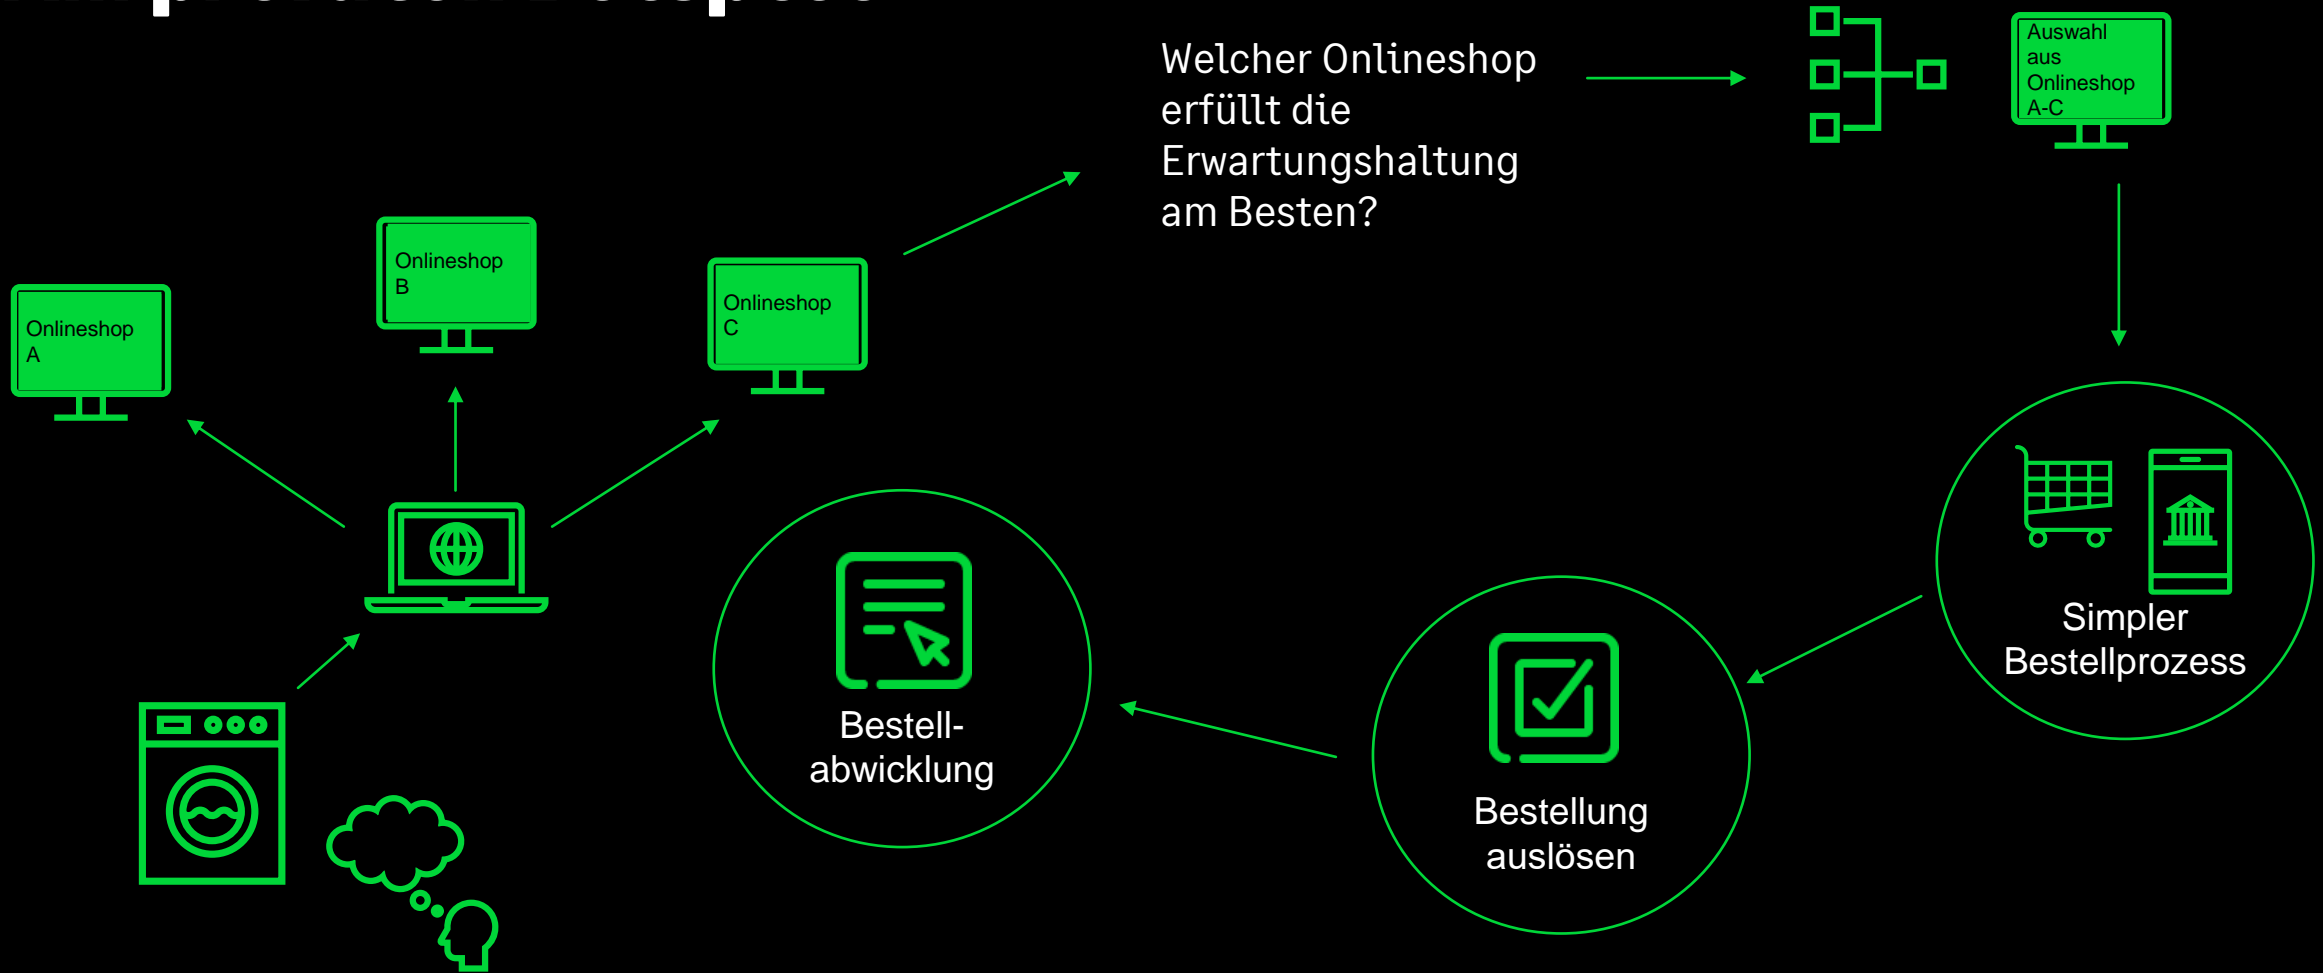 Welcher Onlineshop
erfüllt die
Erwartungshaltung
am Besten?
Auswahl
aus
Onlineshop
A-C
Onlineshop
B
Onlineshop
C
Onlineshop
A
Simpler
Bestellprozess
Bestell-
abwicklung
Bestellung
auslösen